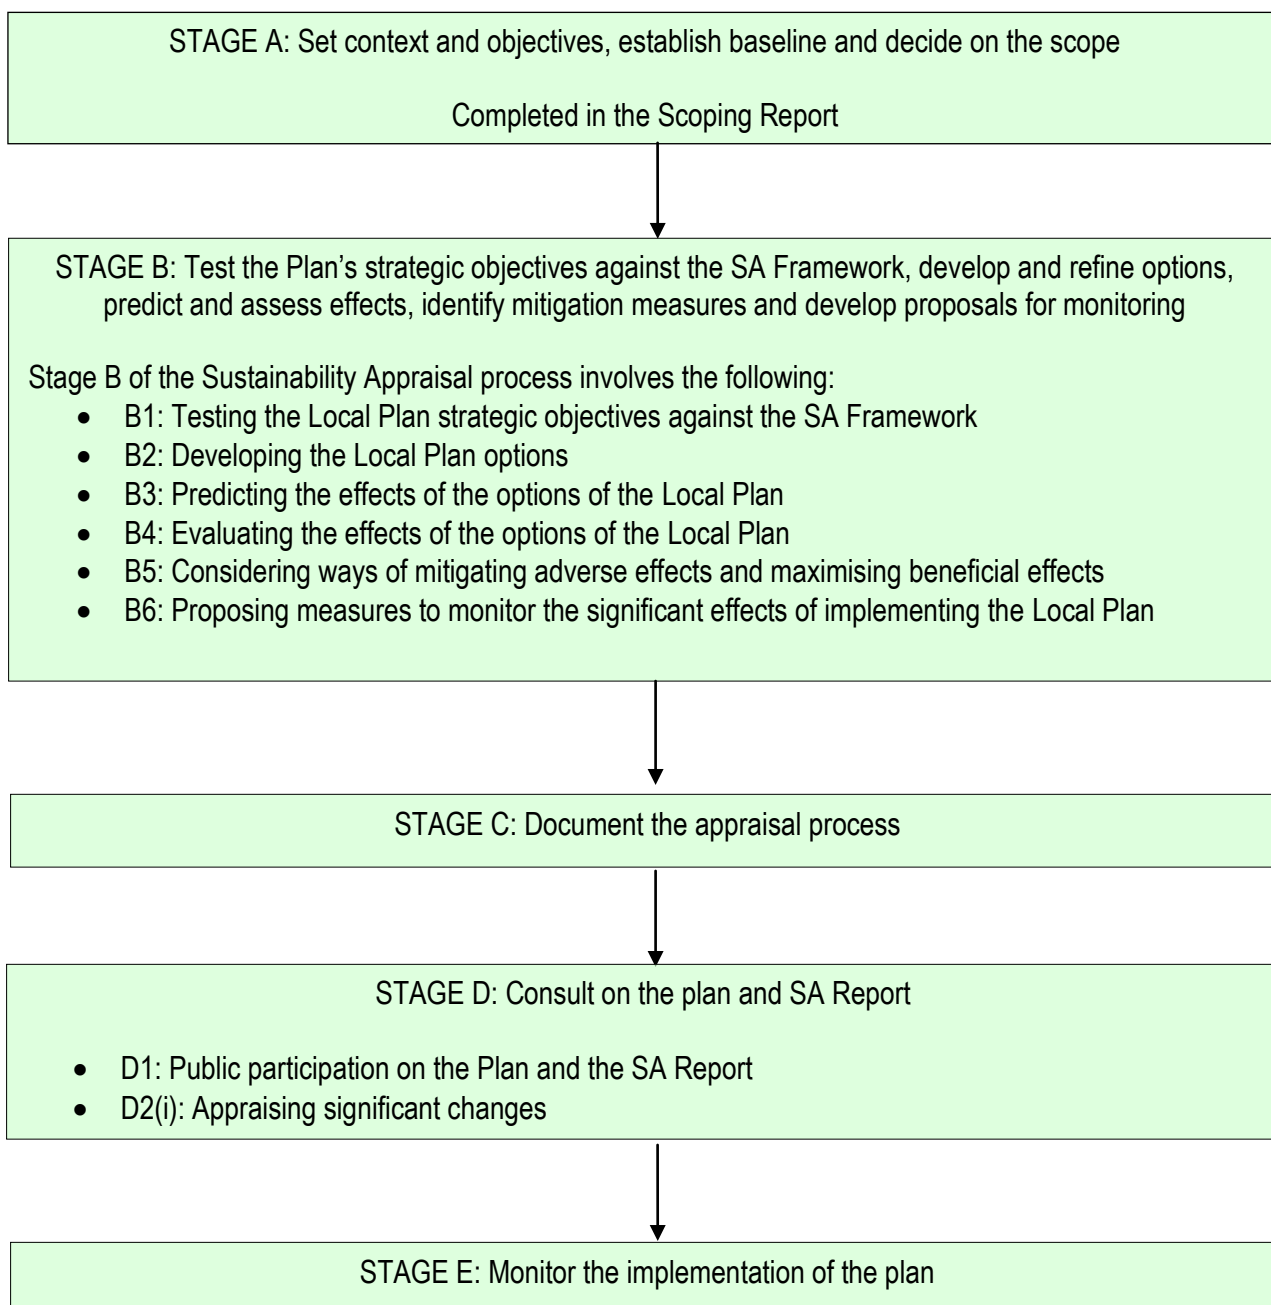 STAGE A: Set context and objectives, establish baseline and decide on the scope
Completed in the Scoping Report
STAGE B: Test the Plan’s strategic objectives against the SA Framework, develop and refine options,
predict and assess effects, identify mitigation measures and develop proposals for monitoring
Stage B of the Sustainability Appraisal process involves the following:
• B1: Testing the Local Plan strategic objectives against the SA Framework
• B2: Developing the Local Plan options
• B3: Predicting the effects of the options of the Local Plan
• B4: Evaluating the effects of the options of the Local Plan
• B5: Considering ways of mitigating adverse effects and maximising beneficial effects
• B6: Proposing measures to monitor the significant effects of implementing the Local Plan
STAGE C: Document the appraisal process
STAGE D: Consult on the plan and SA Report
• D1: Public participation on the Plan and the SA Report
• D2(i): Appraising significant changes
STAGE E: Monitor the implementation of the plan